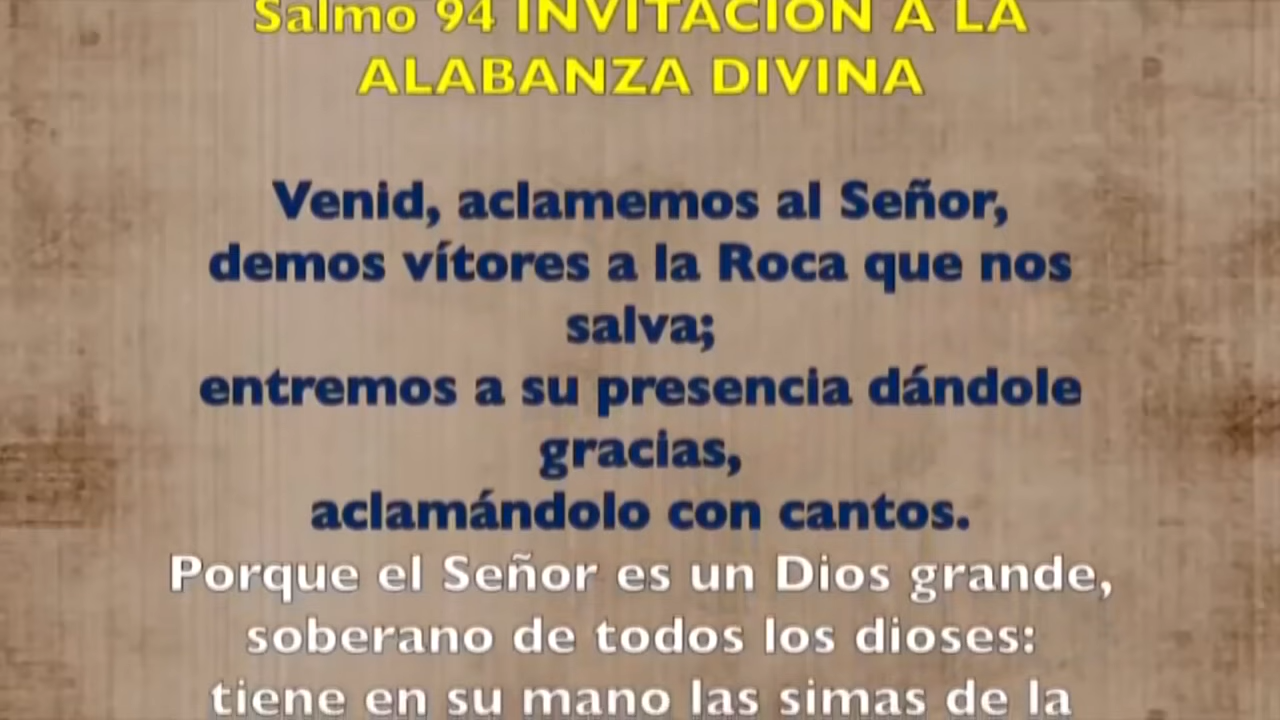 Salmo 94 INVITACIÓN A LA
ALABANZA DIVINA
Venid, aclamemos al Señor,
demos vítores a la Roca que nos
salva;
entremos a su presencia dándole
gracias,
aclamándolo con cantos.
Porque el Señor es un Dios grande,
soberano de todos los dioses:
tiene en su mano las simas de la